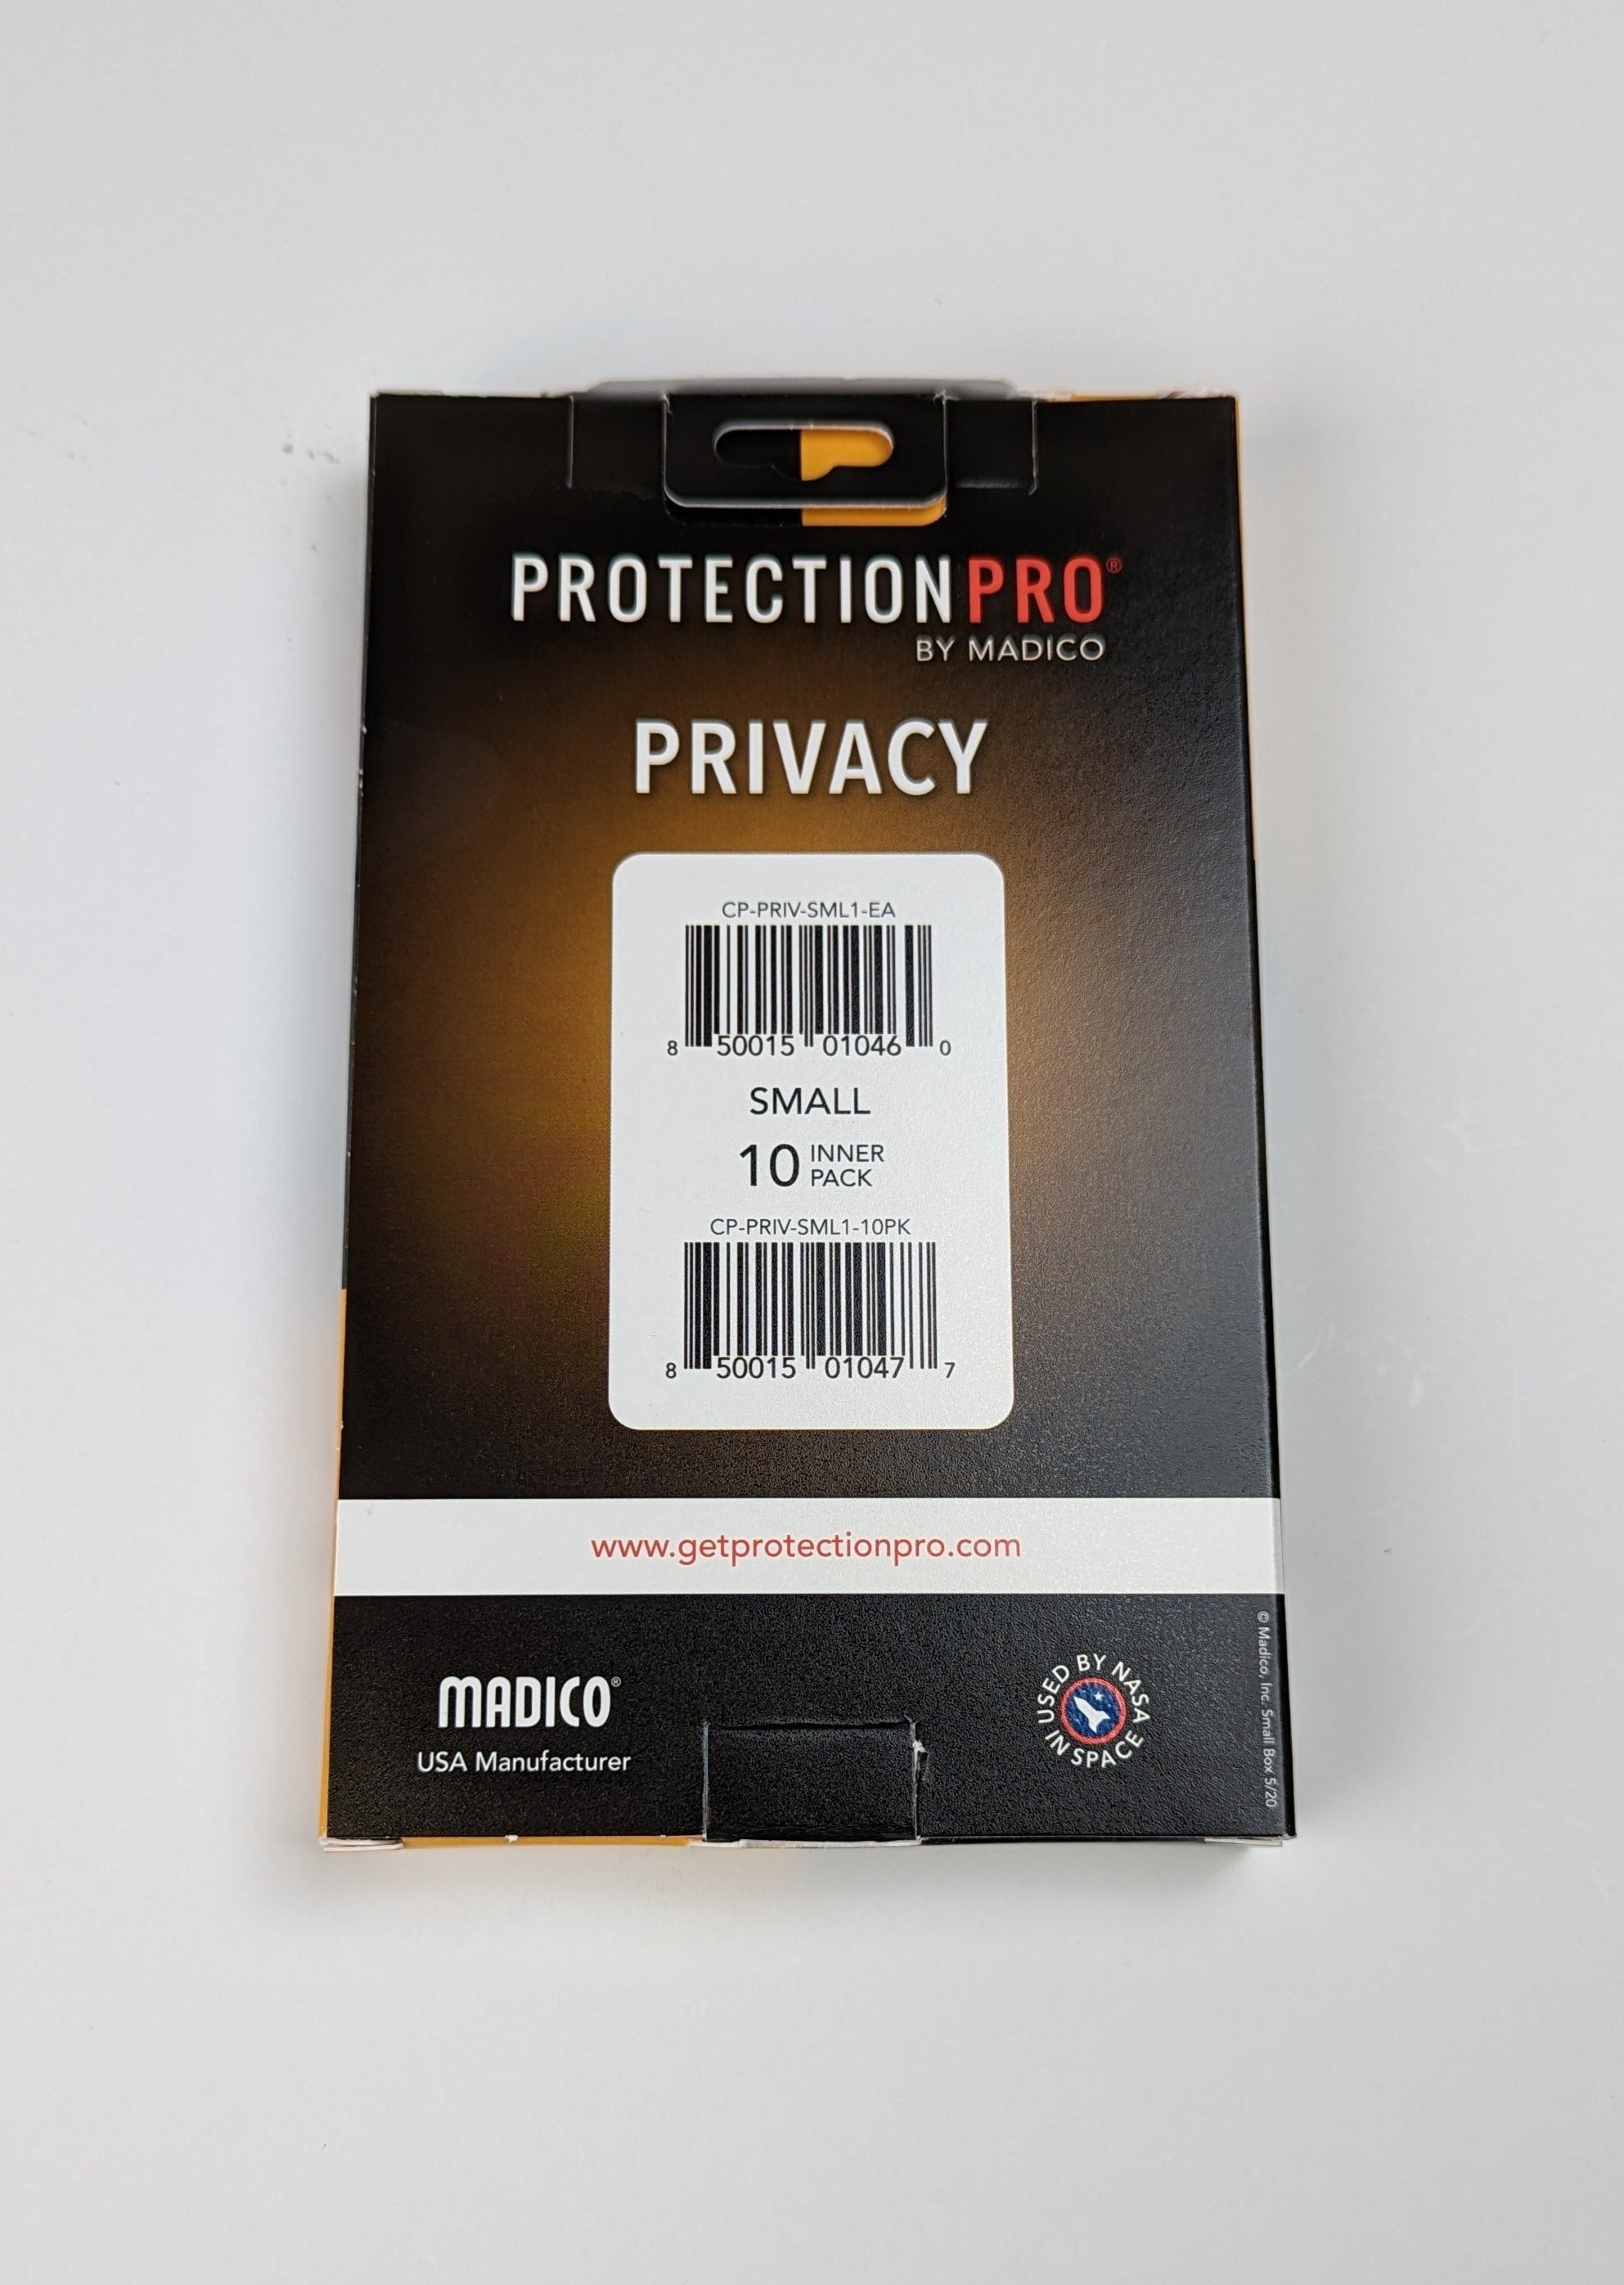 PROTECTIONPRO®
BY MADICO
PRIVACY
CP-PRIV-SML1-EA
8 50015 01046 0
SMALL
10 INNER
PACK
CP-PRIV-SML1-10PK
8 50015 01047 7
www.getprotectionpro.com
MADICO®
USA Manufacturer
USED BY NASA
IN SPACE
© Madico, Inc. Small Box 5/20